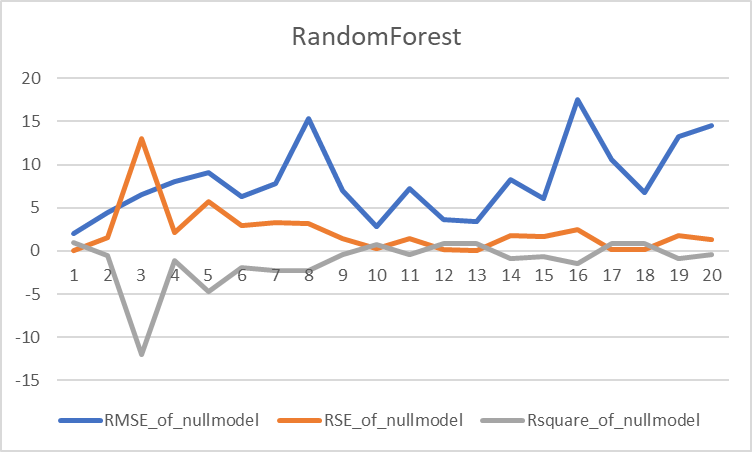 RandomForest
20
15
10
5
0
1 2 3 4 5 6 7 8 9 10 11 12 13 14 15 16 17 18 19 20
-5
-10
-15
RMSE_of_nullmodel RSE_of_nullmodel Rsquare_of_nullmodel